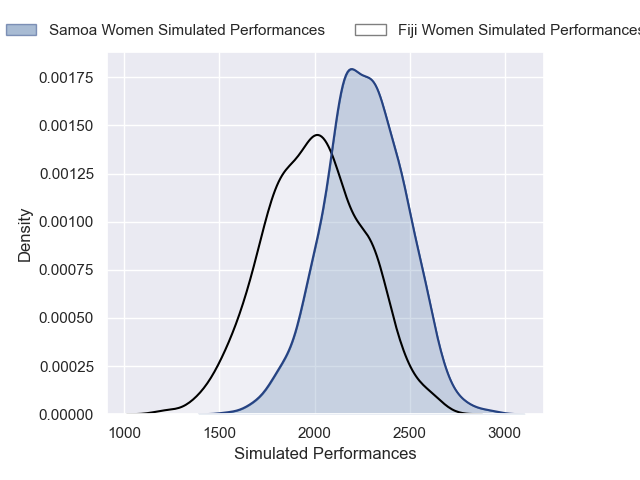 Samoa Women Simulated Performances Fiji Women Simulated Performances
0.00175
0.00150
0.00125
0.00100
0.00075
0.00050
0.00025
0.00000
Density
1000 1500 2000 2500 3000
Simulated Performances